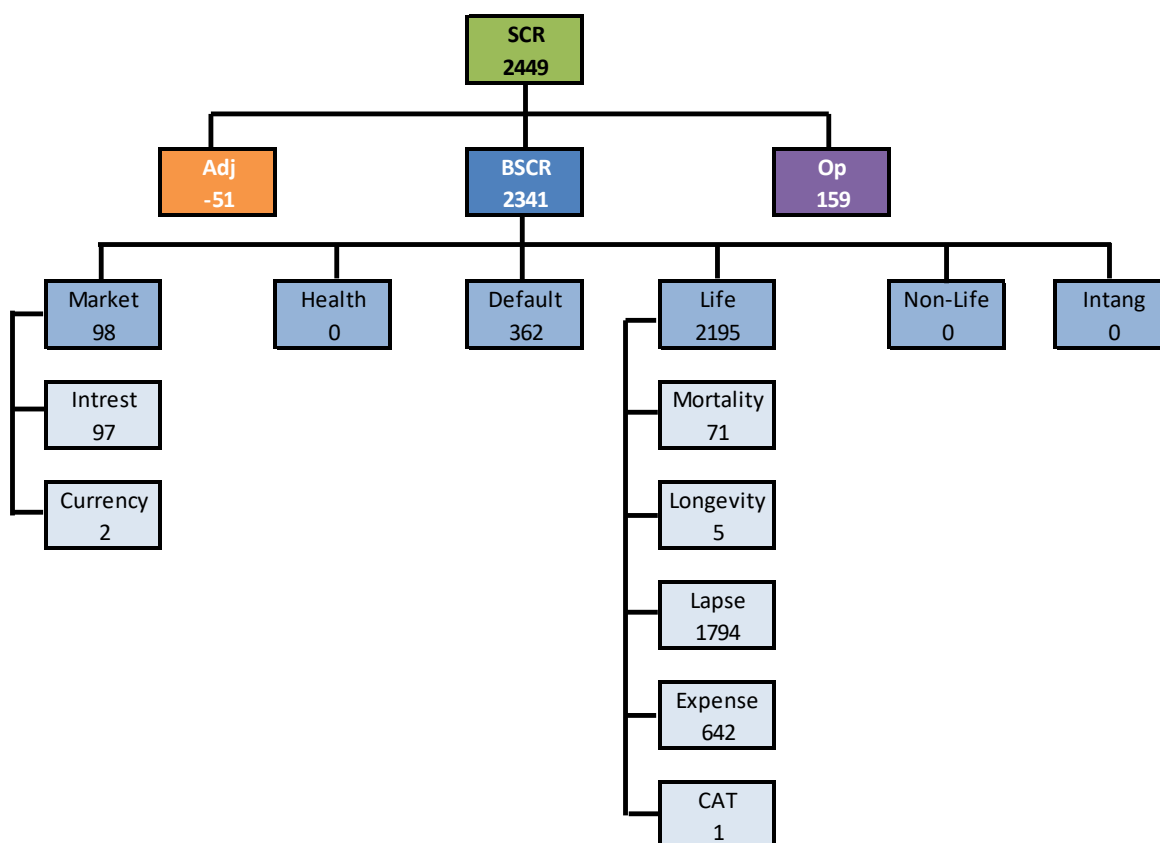 SCR
2449
Adj
-51
BSCR
2341
Op
159
Market
98
Health
0
Default
362
Life
2195
Non-Life
0
Intang
0
Intrest
97
Mortality
71
Currency
2
Longevity
5
Lapse
1794
Expense
642
CAT
1